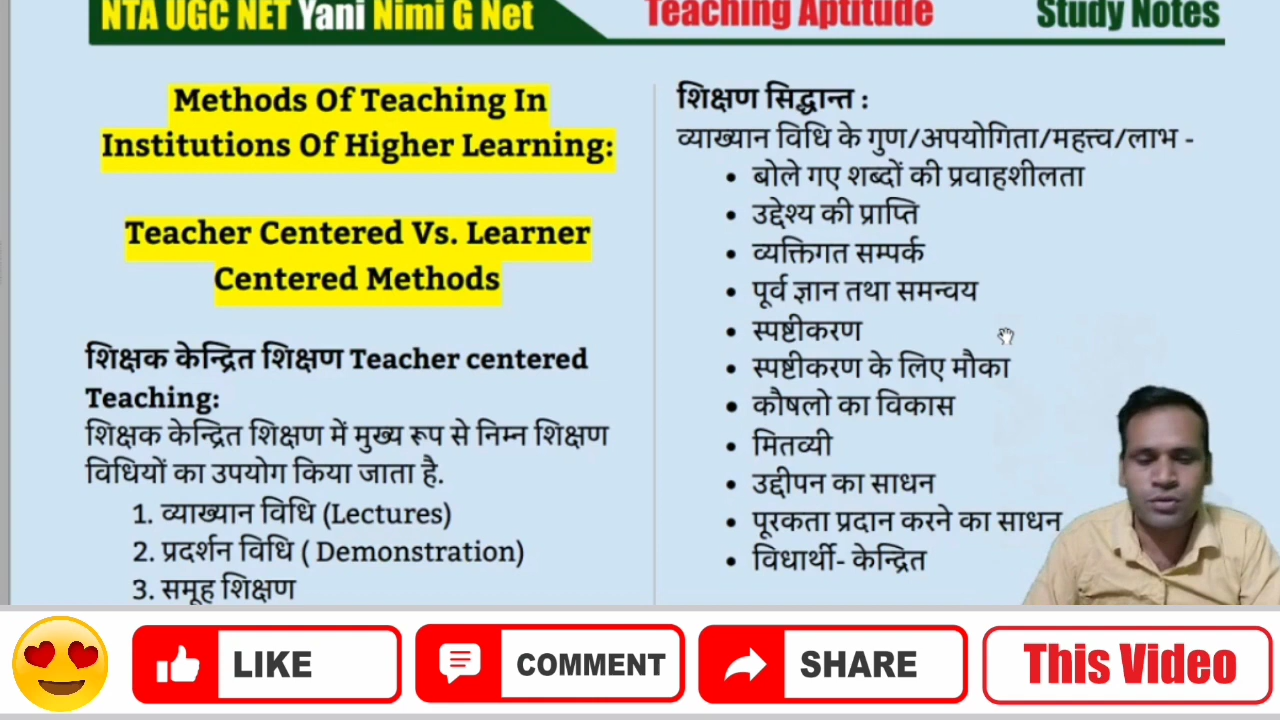 NTA UGC NET Yani Nimi G Net
Teaching Aptitude
Study Notes
Methods Of Teaching In
Institutions Of Higher Learning:
Teacher Centered Vs. Learner
Centered Methods
शिक्षक केन्द्रित शिक्षण Teacher centered
Teaching:
शिक्षक केन्द्रित शिक्षण में मुख्य रूप से निम्न शिक्षण
विधियों का उपयोग किया जाता है.
1. व्याख्यान विधि (Lectures)
2. प्रदर्शन विधि ( Demonstration)
3. समूह शिक्षण
शिक्षण सिद्धान्त :
व्याख्यान विधि के गुण/अपयोगिता/महत्त्व/लाभ -
• बोले गए शब्दों की प्रवाहशीलता
• उद्देश्य की प्राप्ति
• व्यक्तिगत सम्पर्क
• पूर्व ज्ञान तथा समन्वय
• स्पष्टीकरण
• स्पष्टीकरण के लिए मौका
• कौषलो का विकास
• मितव्यी
• उद्दीपन का साधन
• पूरकता प्रदान करने का साधन
• विधार्थी- केन्द्रित
LIKE
COMMENT
SHARE
This Video